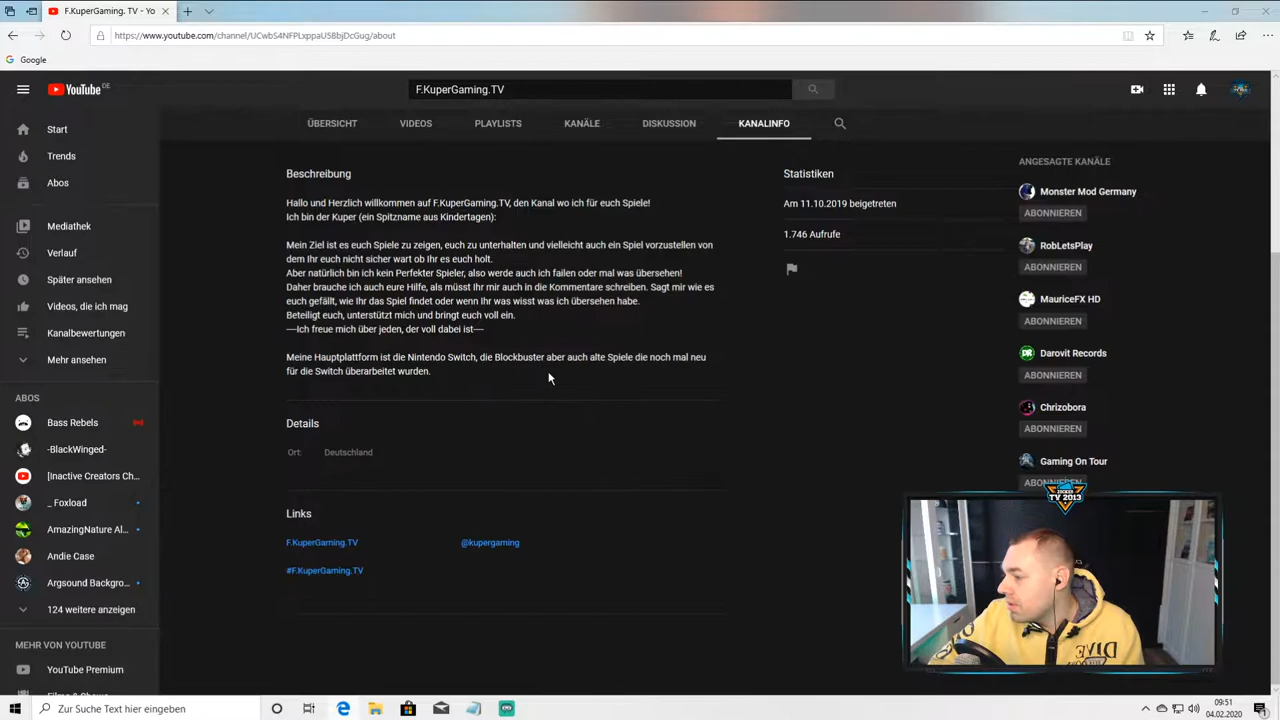 F.KuperGaming. TV - Yo
https://www.youtube.com/channel/UCwbS4NFPLxppaU5BbjDcGug/about
Google
YouTube DE
F.KuperGaming.TV
ÜBERSICHT VIDEOS PLAYLISTS KANÄLE DISKUSSION KANALINFO
Start
Trends
Abos
Mediathek
Verlauf
Später ansehen
Videos, die ich mag
Kanalbewertungen
Mehr ansehen
ABOS
Bass Rebels
-BlackWinged-
[Inactive Creators Ch...
_ Foxload
AmazingNature Al...
Andie Case
Argsound Backgro...
124 weitere anzeigen
MEHR VON YOUTUBE
YouTube Premium
Beschreibung
Hallo und Herzlich willkommen auf F.KuperGaming.TV, den Kanal wo ich für euch Spiele!
Ich bin der Kuper (ein Spitzname aus Kindertagen):
Mein Ziel ist es euch Spiele zu zeigen, euch zu unterhalten und vielleicht auch ein Spiel vorzustellen von
dem Ihr euch nicht sicher wart ob Ihr es euch holt.
Aber natürlich bin ich kein Perfekter Spieler, also werde auch ich failen oder mal was übersehen!
Daher brauche ich auch eure Hilfe, als müsst Ihr mir auch in die Kommentare schreiben. Sagt mir wie es
euch gefällt, wie Ihr das Spiel findet oder wenn Ihr was wisst was ich übersehen habe.
Beteiligt euch, unterstützt mich und bringt euch voll ein.
----Ich freue mich über jeden, der voll dabei ist----
Meine Hauptplattform ist die Nintendo Switch, die Blockbuster aber auch alte Spiele die noch mal neu
für die Switch überarbeitet wurden.
Details
Ort: Deutschland
Links
F.KuperGaming.TV @kupergaming
#F.KuperGaming.TV
Statistiken
Am 11.10.2019 beigetreten
1.746 Aufrufe
ANGESAGTE KANÄLE
Monster Mod Germany
ABONNIEREN
RobLetsPlay
ABONNIEREN
MauriceFX HD
ABONNIEREN
Darovit Records
ABONNIEREN
Chrizobora
ABONNIEREN
Gaming On Tour
ABONNIEREN
ZOCKER
TV 2013
Zur Suche Text hier eingeben
09:51
04.02.2020